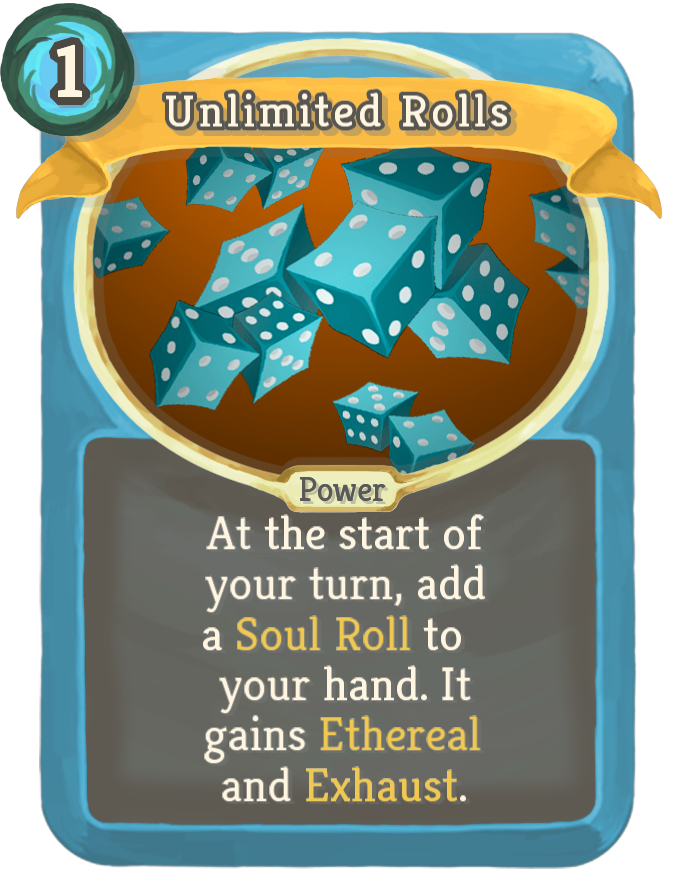 1
Unlimited Rolls
Power
At the start of
your turn, add
a Soul Roll to
your hand. It
gains Ethereal
and Exhaust.